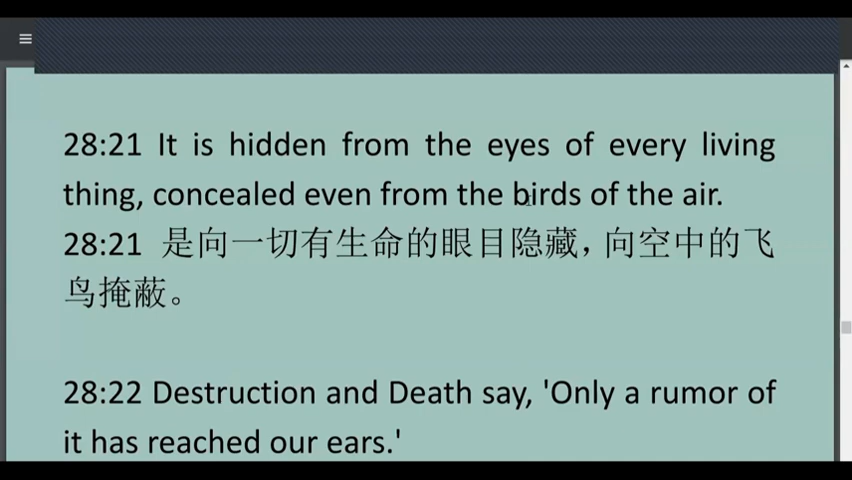 28:21 It is hidden from the eyes of every living
thing, concealed even from the birds of the air.
28:21 是向一切有生命的眼目隐藏，向空中的飞
鸟掩蔽。
28:22 Destruction and Death say, 'Only a rumor of
it has reached our ears.'